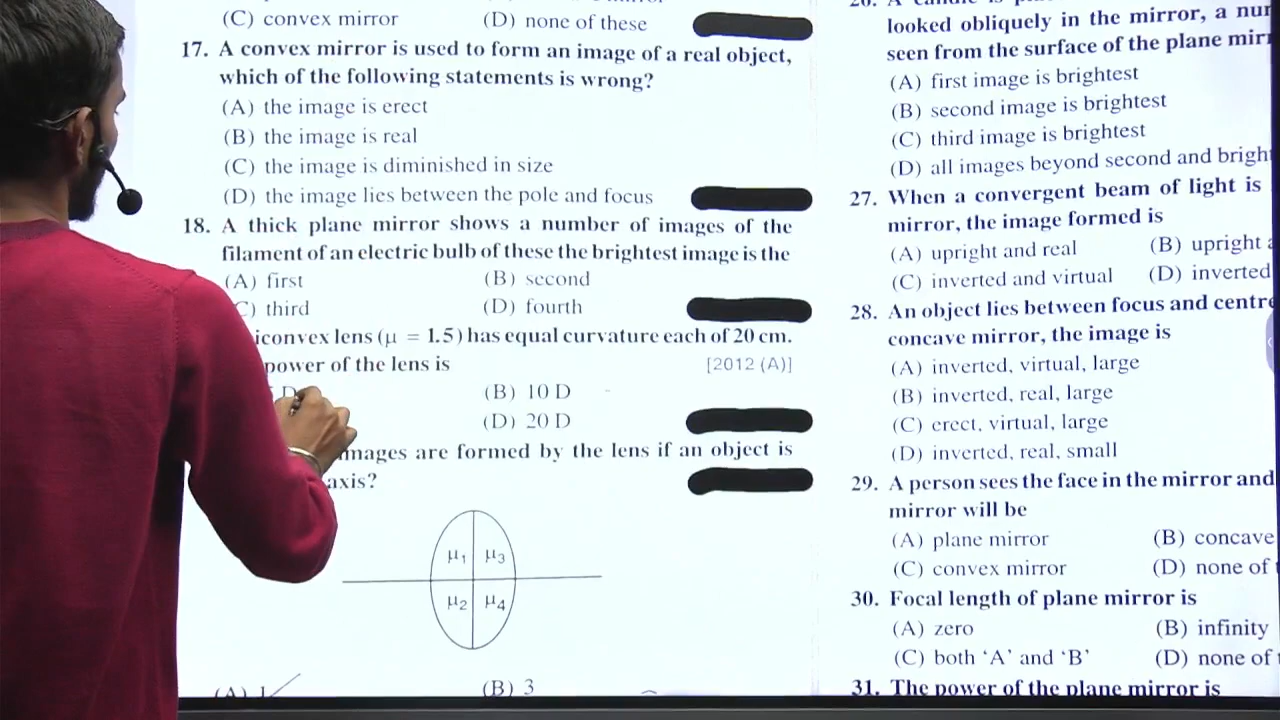 (C) convex mirror (D) none of these
17. A convex mirror is used to form an image of a real object,
which of the following statements is wrong?
(A) the image is erect
(B) the image is real
(C) the image is diminished in size
(D) the image lies between the pole and focus
18. A thick plane mirror shows a number of images of the
filament of an electric bulb of these the brightest image is the
(A) first (B) second
C) third (D) fourth
iconvex lens (μ = 1.5) has equal curvature each of 20 cm.
power of the lens is [2012 (A)]
D (B) 10 D
(D) 20 D
images are formed by the lens if an object is
axis?
μ1 μ3
μ2 μ4
(A) 1 (B) 3
looked obliquely in the mirror, a
seen from the surface of the plane
(A) first image is brightest
(B) second image is brightest
(C) third image is brightest
(D) all images beyond second and
27. When a convergent beam of light is
mirror, the image formed is
(A) upright and real (B) upright
(C) inverted and virtual (D) inverted
28. An object lies between focus and
concave mirror, the image is
(A) inverted, virtual, large
(B) inverted, real, large
(C) erect, virtual, large
(D) inverted, real, small
29. A person sees the face in the mirror and
mirror will be
(A) plane mirror (B) concave
(C) convex mirror (D) none of
30. Focal length of plane mirror is
(A) zero (B) infinity
(C) both ‘A’ and ‘B’ (D) none of
31. The power of the plane mirror is